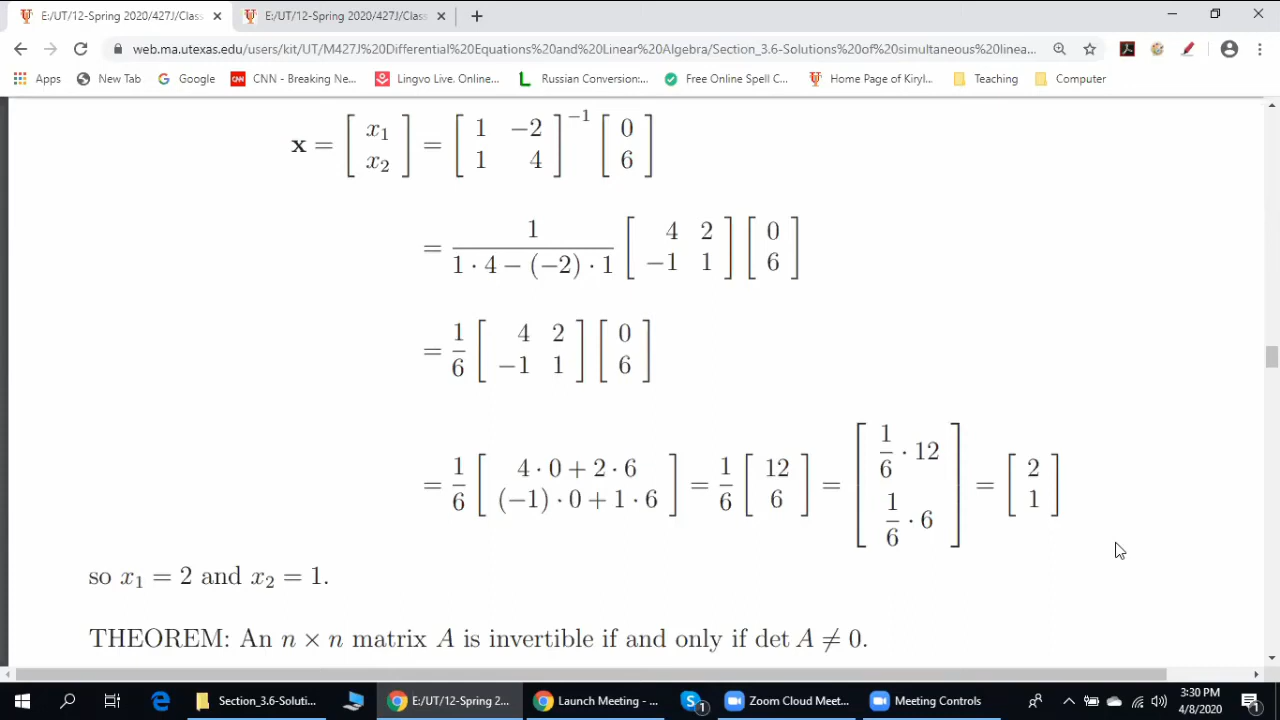 E:/UT/12-Spring 2020/427J/Class
E:/UT/12-Spring 2020/427J/Class
web.ma.utexas.edu/users/kit/UT/M427J%20Differential%20Equations%20and%20Linear%20Algebra/Section_3.6-Solutions%20of%20simultaneous%20linea...
Apps New Tab Google CNN - Breaking Ne... Lingvo Live. Online... Russian Conversion:... Free Online Spell C... Home Page of Kiryl... Teaching Computer
x = [ x₁ x₂ ] = [ 1 −2 1 4 ]⁻¹ [ 0 6 ]
= 1 / (1 · 4 − (−2) · 1) [ 4 2 −1 1 ] [ 0 6 ]
= 1/6 [ 4 2 −1 1 ] [ 0 6 ]
= 1/6 [ 4 · 0 + 2 · 6 (−1) · 0 + 1 · 6 ] = 1/6 [ 12 6 ] = [ 1/6 · 12 1/6 · 6 ] = [ 2 1 ]
so x₁ = 2 and x₂ = 1.
THEOREM: An n × n matrix A is invertible if and only if det A ≠ 0.
Section_3.6-Soluti... E:/UT/12-Spring 2... Launch Meeting - ... 1 Zoom Cloud Meet... Meeting Controls 3:30 PM
4/8/2020 1